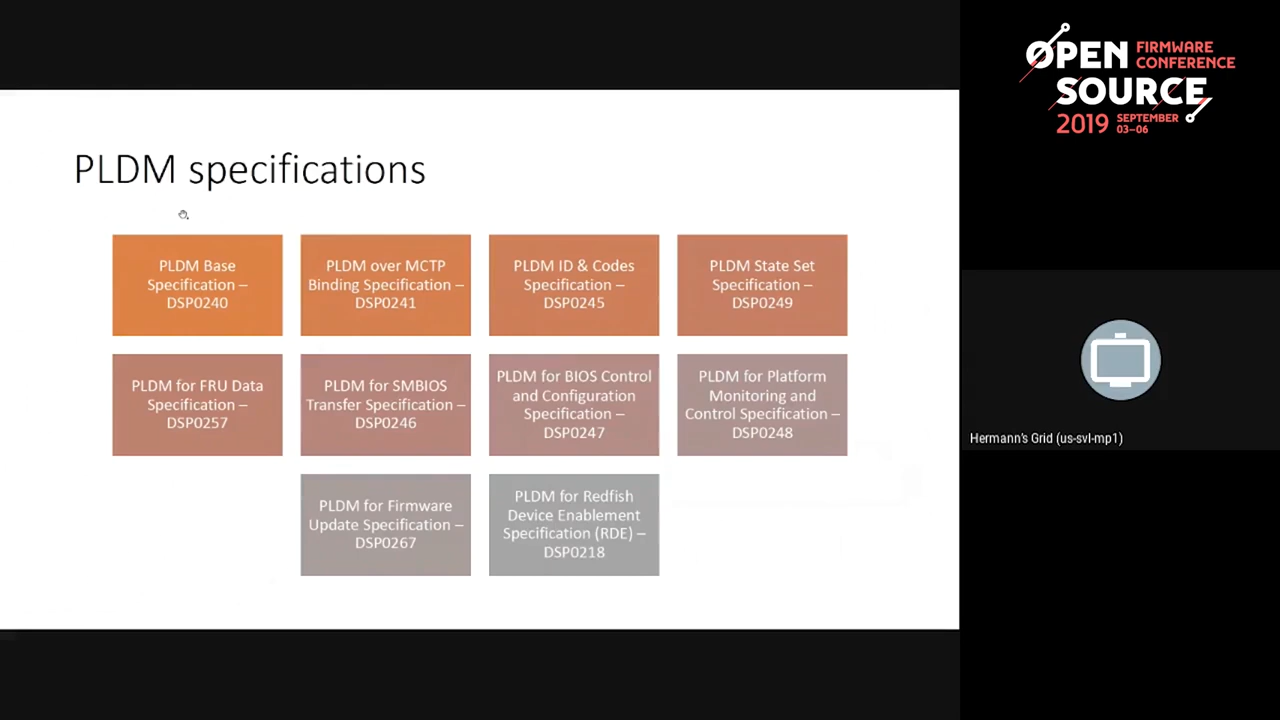 OPEN FIRMWARE
CONFERENCE
SOURCE
2019 SEPTEMBER
03–06
PLDM specifications
PLDM Base
Specification –
DSP0240
PLDM over MCTP
Binding Specification –
DSP0241
PLDM ID & Codes
Specification –
DSP0245
PLDM State Set
Specification –
DSP0249
PLDM for FRU Data
Specification –
DSP0257
PLDM for SMBIOS
Transfer Specification –
DSP0246
PLDM for BIOS Control
and Configuration
Specification –
DSP0247
PLDM for Platform
Monitoring and
Control Specification –
DSP0248
PLDM for Firmware
Update Specification –
DSP0267
PLDM for Redfish
Device Enablement
Specification (RDE) –
DSP0218
Hermann's Grid (us-svl-mp1)